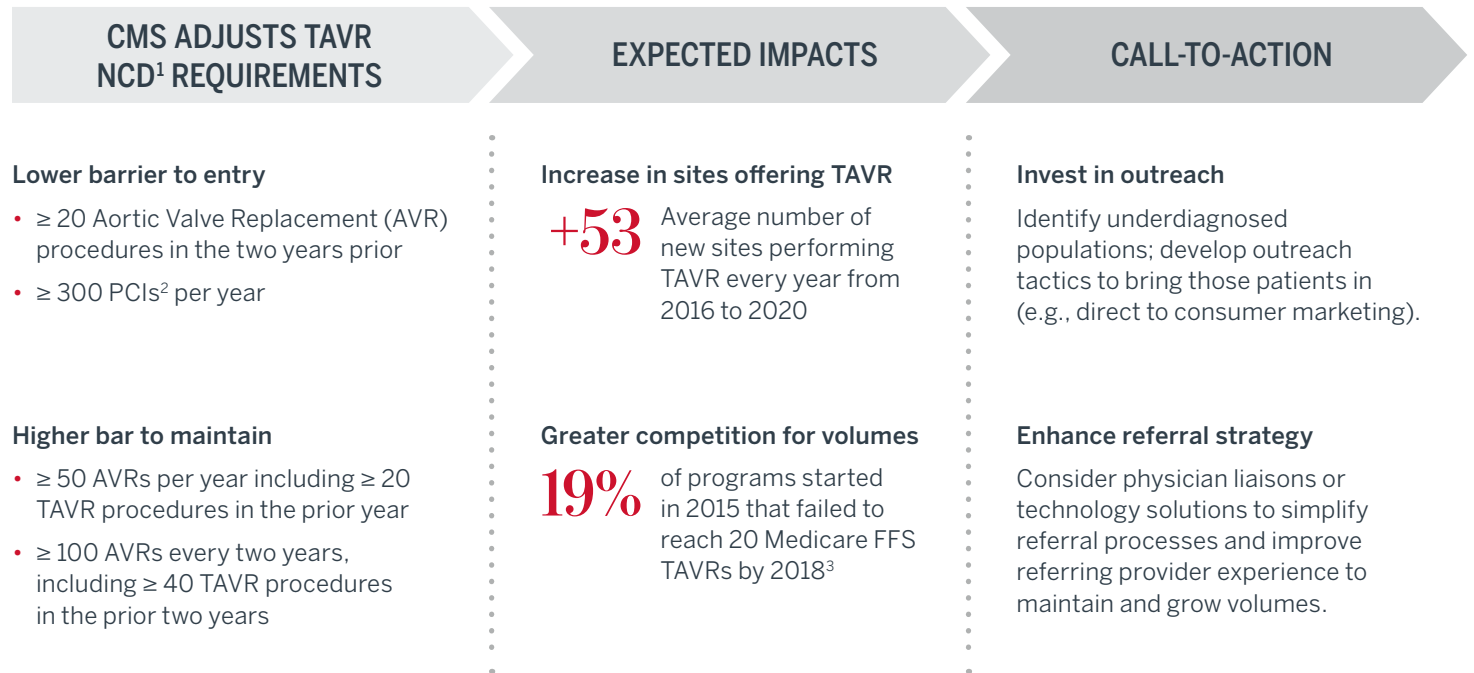 CMS ADJUSTS TAVR
NCD¹ REQUIREMENTS
EXPECTED IMPACTS
CALL-TO-ACTION
Lower barrier to entry
• ≥ 20 Aortic Valve Replacement (AVR)
procedures in the two years prior
• ≥ 300 PCIs² per year
Increase in sites offering TAVR
+53
Average number of
new sites performing
TAVR every year from
2016 to 2020
Invest in outreach
Identify underdiagnosed
populations; develop outreach
tactics to bring those patients in
(e.g., direct to consumer marketing).
Higher bar to maintain
• ≥ 50 AVRs per year including ≥ 20
TAVR procedures in the prior year
• ≥ 100 AVRs every two years,
including ≥ 40 TAVR procedures
in the prior two years
Greater competition for volumes
19%
of programs started
in 2015 that failed to
reach 20 Medicare FFS
TAVRs by 2018³
Enhance referral strategy
Consider physician liaisons or
technology solutions to simplify
referral processes and improve
referring provider experience to
maintain and grow volumes.